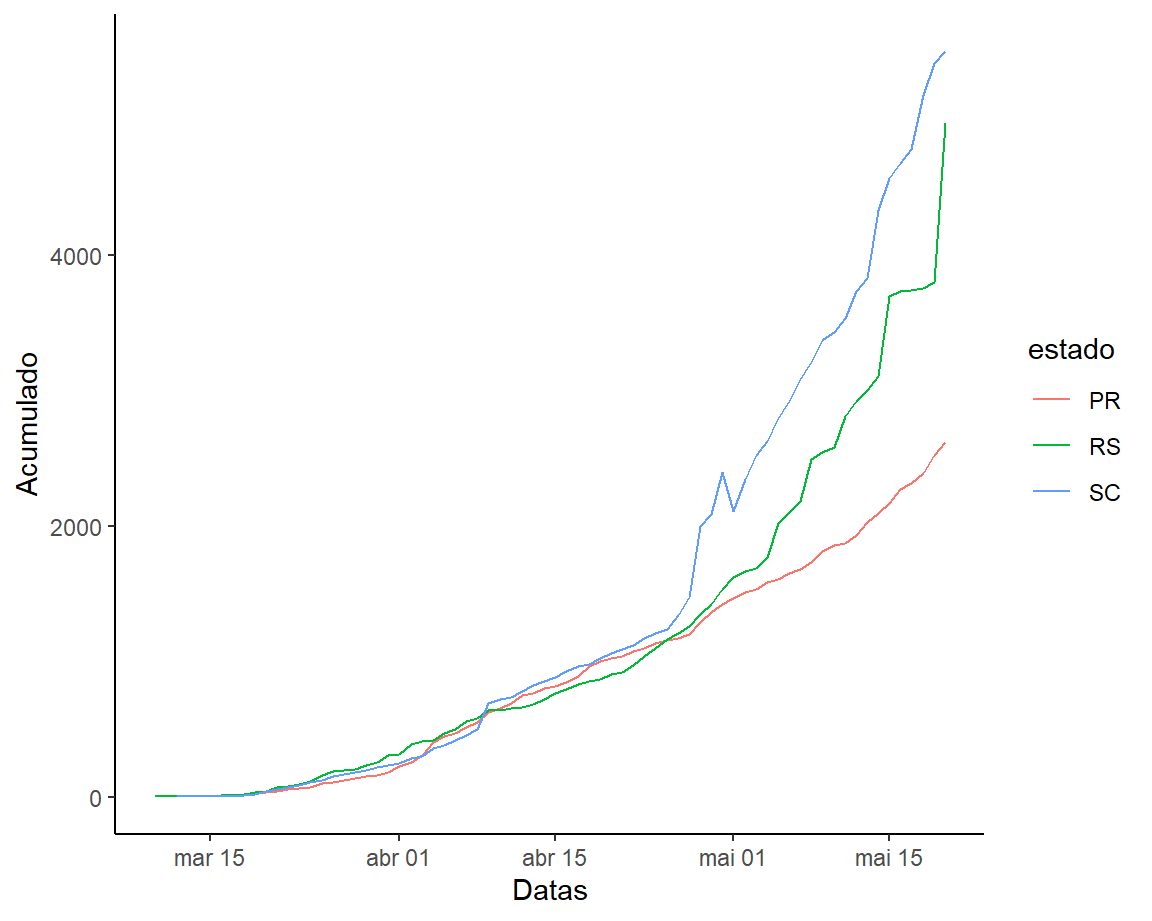 Acumulado
4000
2000
0
mar 15
abr 01
abr 15
mai 01
mai 15
Datas
estado
PR
RS
SC